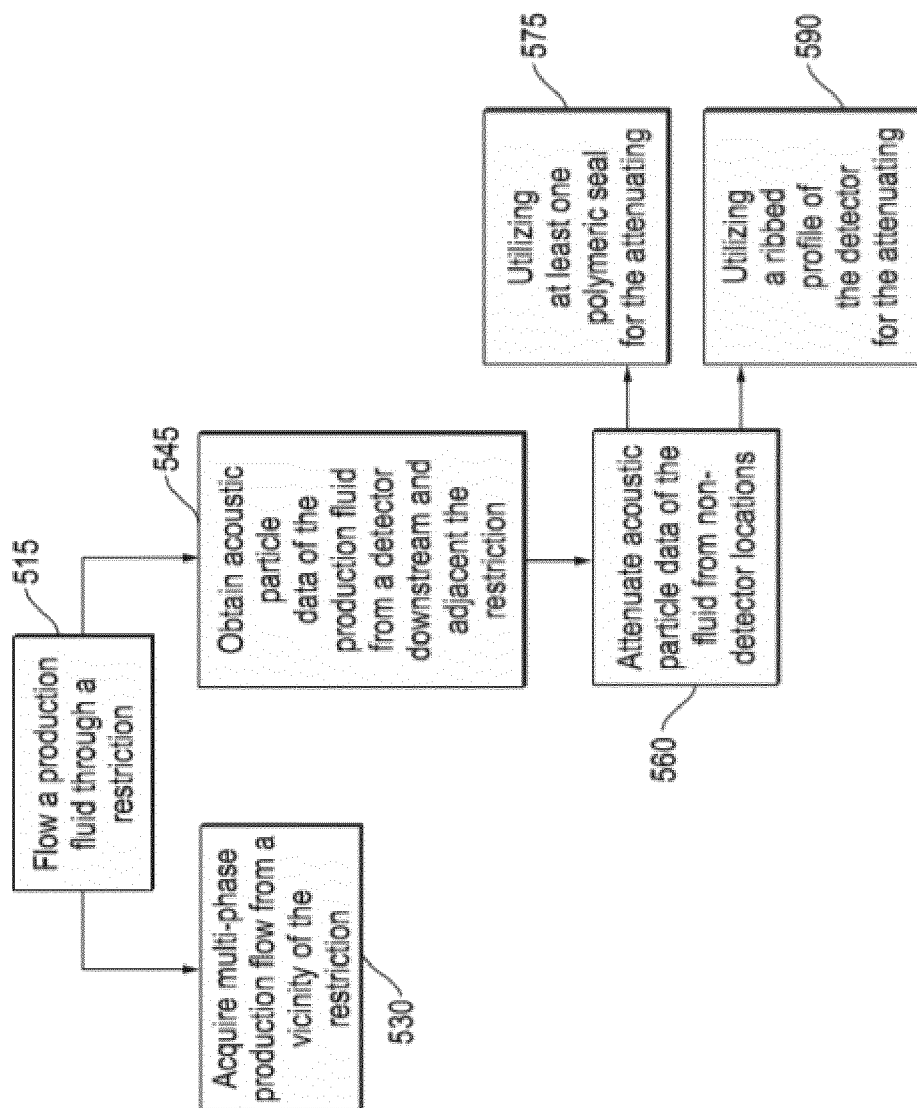 515
Flow a production
fluid through a
restriction
Acquire multi-phase
production flow from a
vicinity of the
restriction
530
545
Obtain acoustic
particle
data of the
production fluid
from a detector
downstream and
adjacent the
restriction
Attenuate acoustic
particle data of the
fluid from non-
detector locations
560
575
Utilizing
at least one
polymeric seal
for the attenuating
590
Utilizing
a ribbed
profile of
the detector
for the attenuating